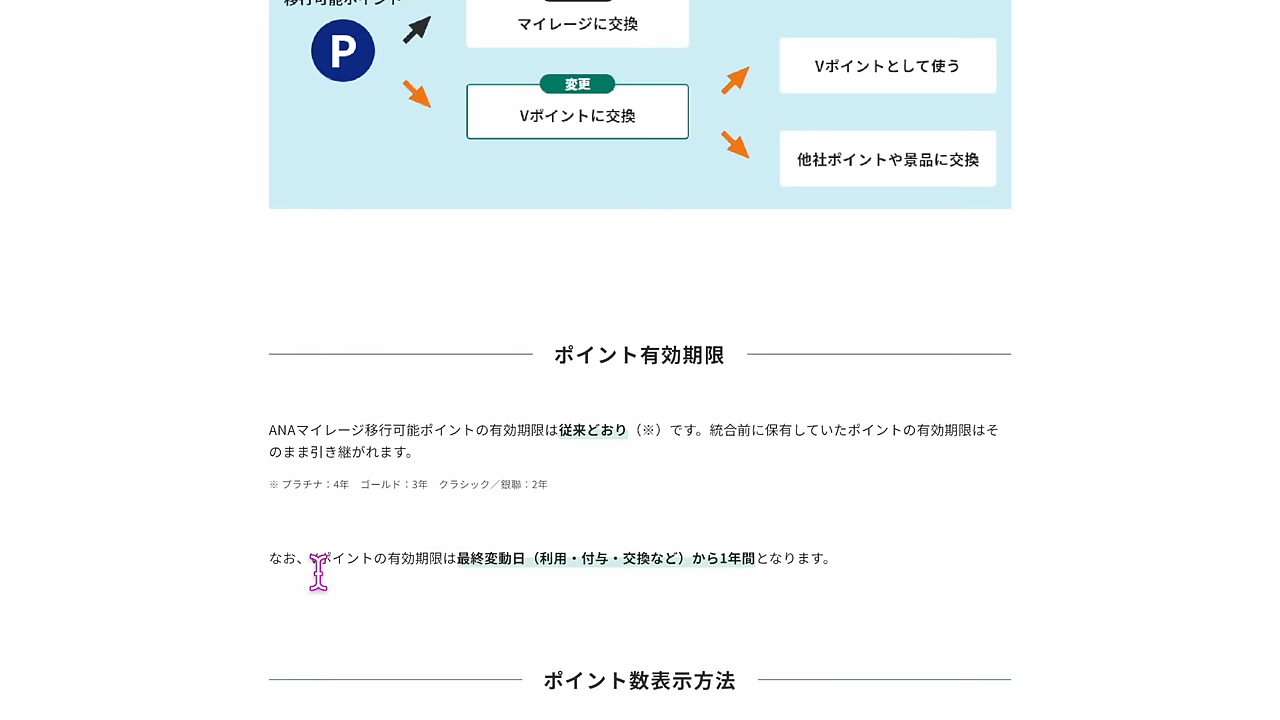 P
マイレージに交換
変更
Vポイントに交換
Vポイントとして使う
他社ポイントや景品に交換
ポイント有効期限
ANAマイレージ移行可能ポイントの有効期限は従来どおり（※）です。統合前に保有していたポイントの有効期限はそ
のまま引き継がれます。
※ プラチナ：4年　ゴールド：3年　クラシック／銀聯：2年
なお、ポイントの有効期限は最終変動日（利用・付与・交換など）から1年間となります。
ポイント数表示方法